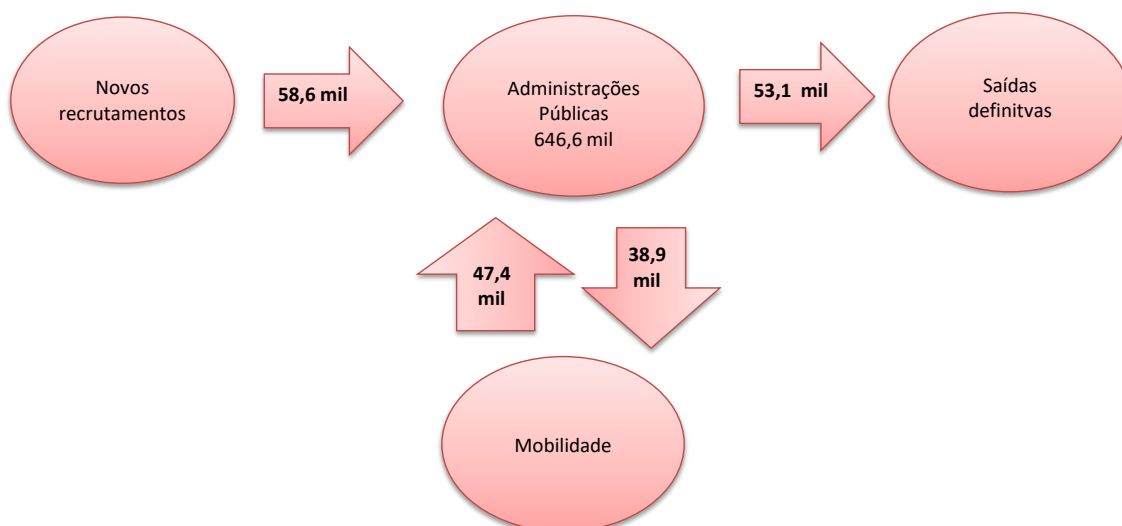 Novos
recrutamentos
58,6 mil
Administrações
Públicas
646,6 mil
53,1 mil
Saídas
definitvas
47,4
mil
38,9
mil
Mobilidade